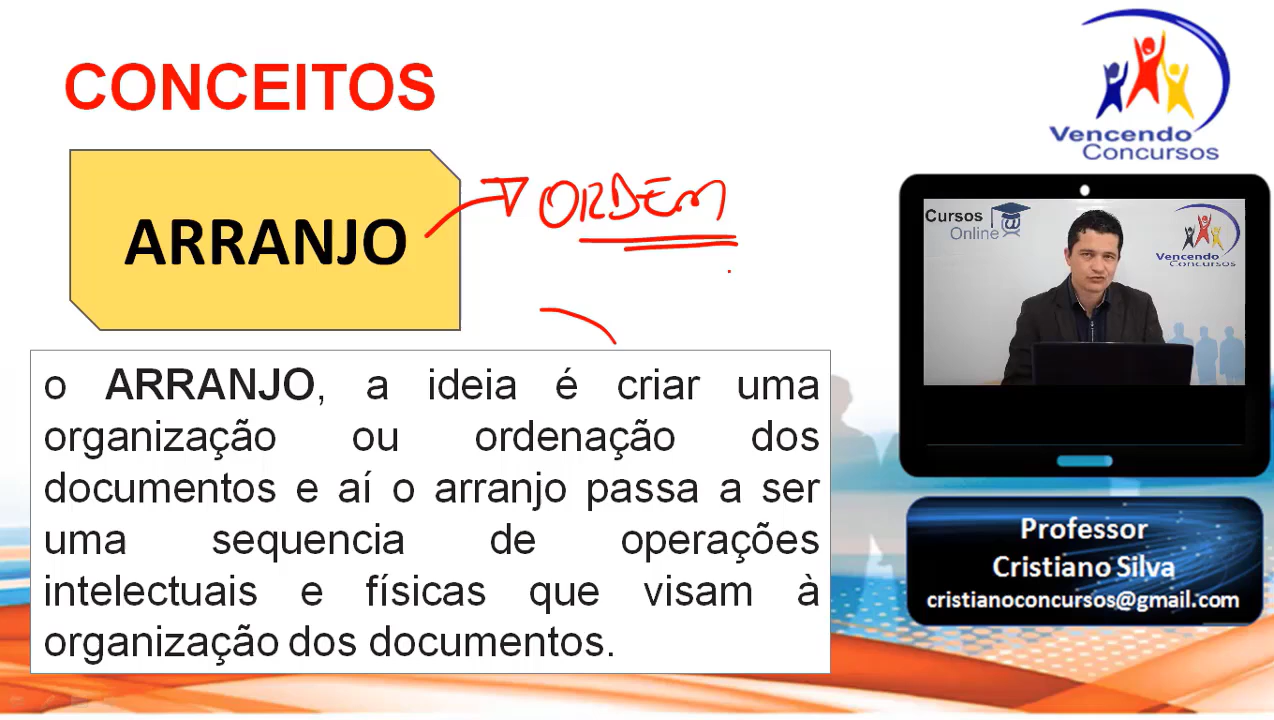 CONCEITOS
ARRANJO
ORDEM
o ARRANJO, a ideia é criar uma
organização ou ordenação dos
documentos e aí o arranjo passa a ser
uma sequencia de operações
intelectuais e físicas que visam à
organização dos documentos.
Vencendo
Concursos
Cursos
Online
Vencendo
Concursos
Professor
Cristiano Silva
cristianoconcursos@gmail.com